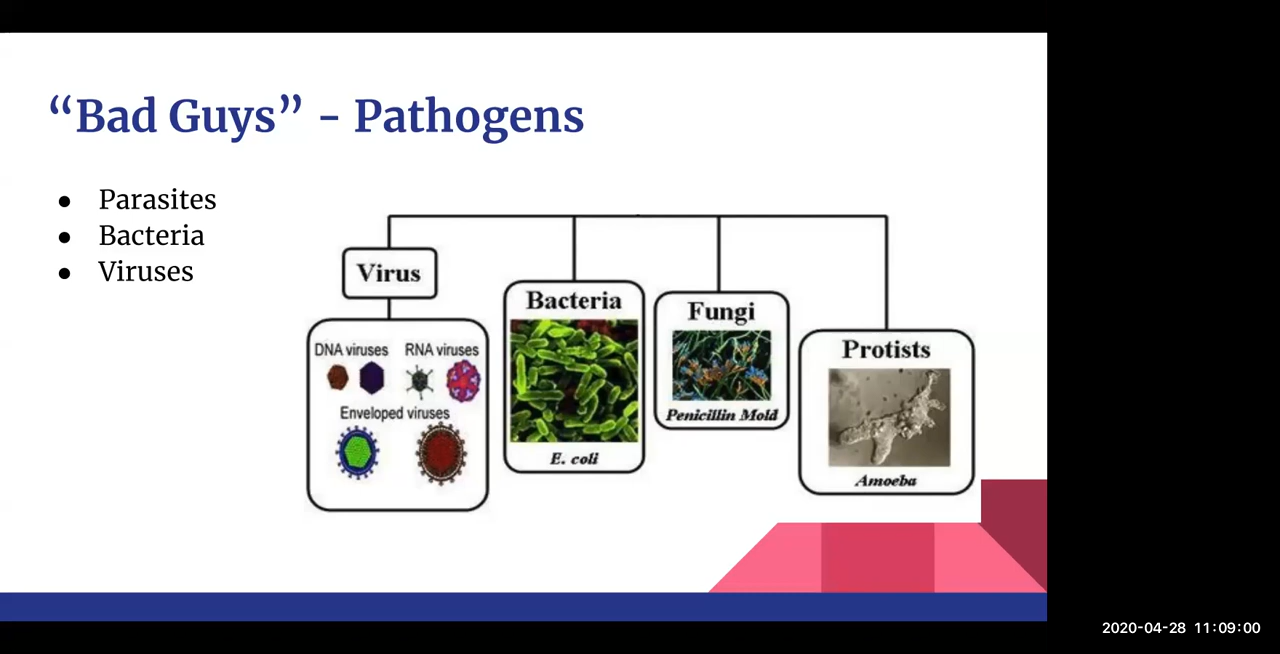 “Bad Guys” - Pathogens
● Parasites
● Bacteria
● Viruses
Virus
DNA viruses RNA viruses
Enveloped viruses
Bacteria
E. coli
Fungi
Penicillin Mold
Protists
Amoeba
2020-04-28 11:09:00